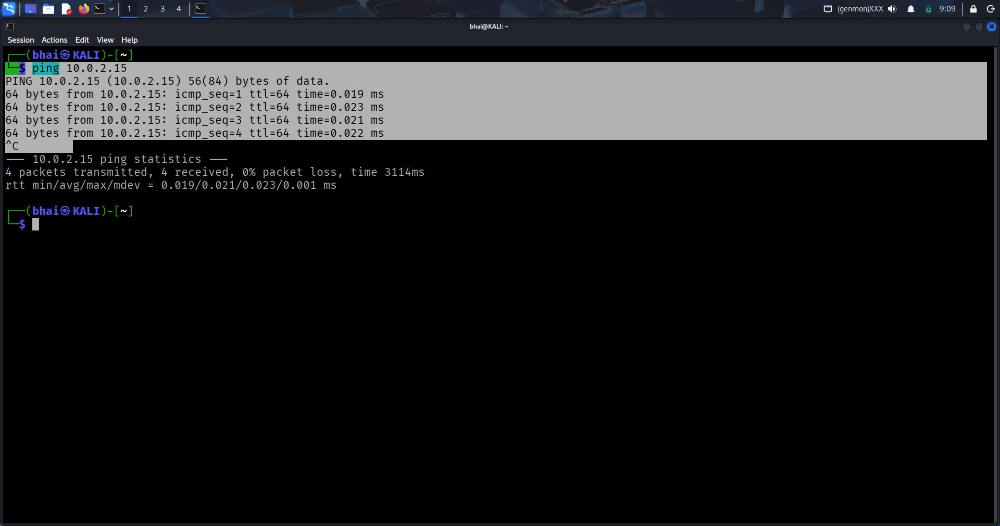 1 2 3 4 (genmon)XXX 9:09
bhai@KALI: ~
Session Actions Edit View Help
┌──(bhai㉿KALI)-[~]
└─$ ping 10.0.2.15
PING 10.0.2.15 (10.0.2.15) 56(84) bytes of data.
64 bytes from 10.0.2.15: icmp_seq=1 ttl=64 time=0.019 ms
64 bytes from 10.0.2.15: icmp_seq=2 ttl=64 time=0.023 ms
64 bytes from 10.0.2.15: icmp_seq=3 ttl=64 time=0.021 ms
64 bytes from 10.0.2.15: icmp_seq=4 ttl=64 time=0.022 ms
^C
--- 10.0.2.15 ping statistics ---
4 packets transmitted, 4 received, 0% packet loss, time 3114ms
rtt min/avg/max/mdev = 0.019/0.021/0.023/0.001 ms
┌──(bhai㉿KALI)-[~]
└─$